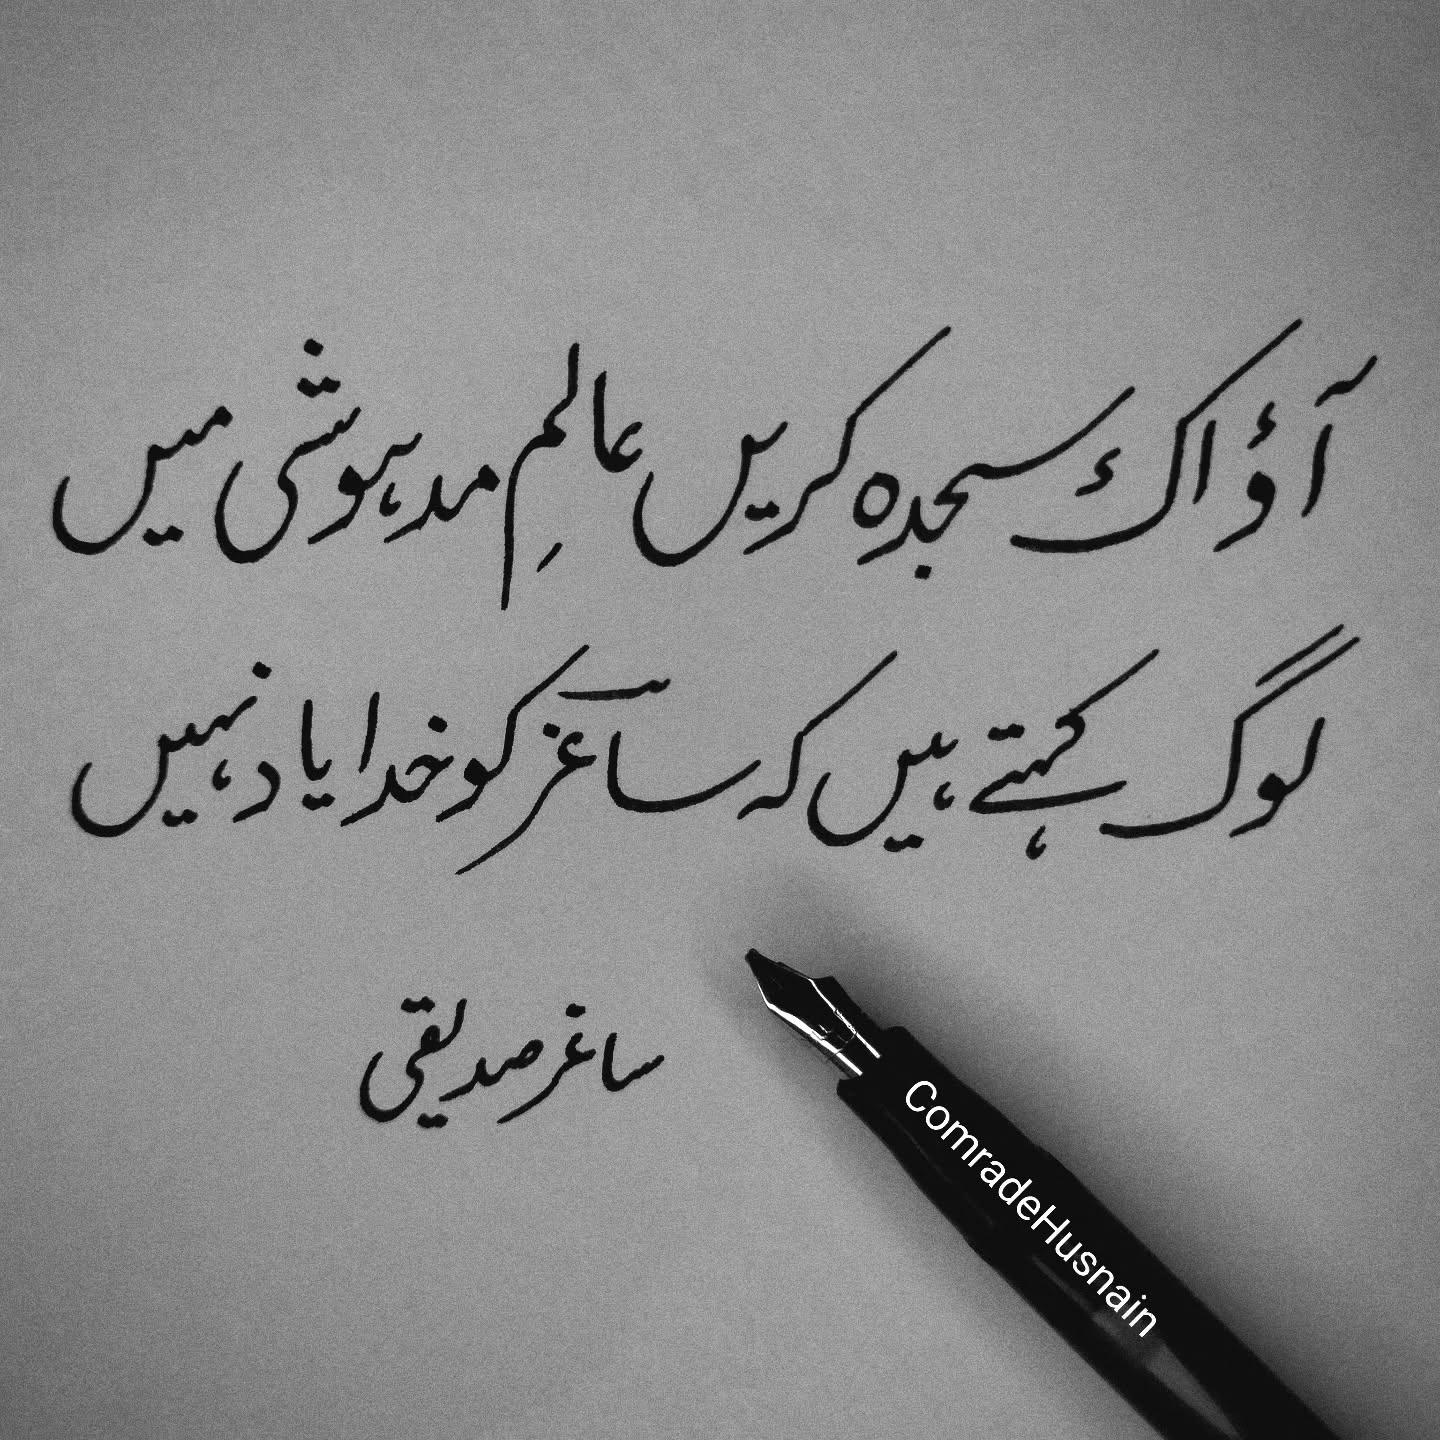 آؤ اک سجدہ کریں عالمِ مدہوشی میں
لوگ کہتے ہیں کہ ساغرؔ کو خدا یاد نہیں
ساغر صدیقی
ComradeHusnain